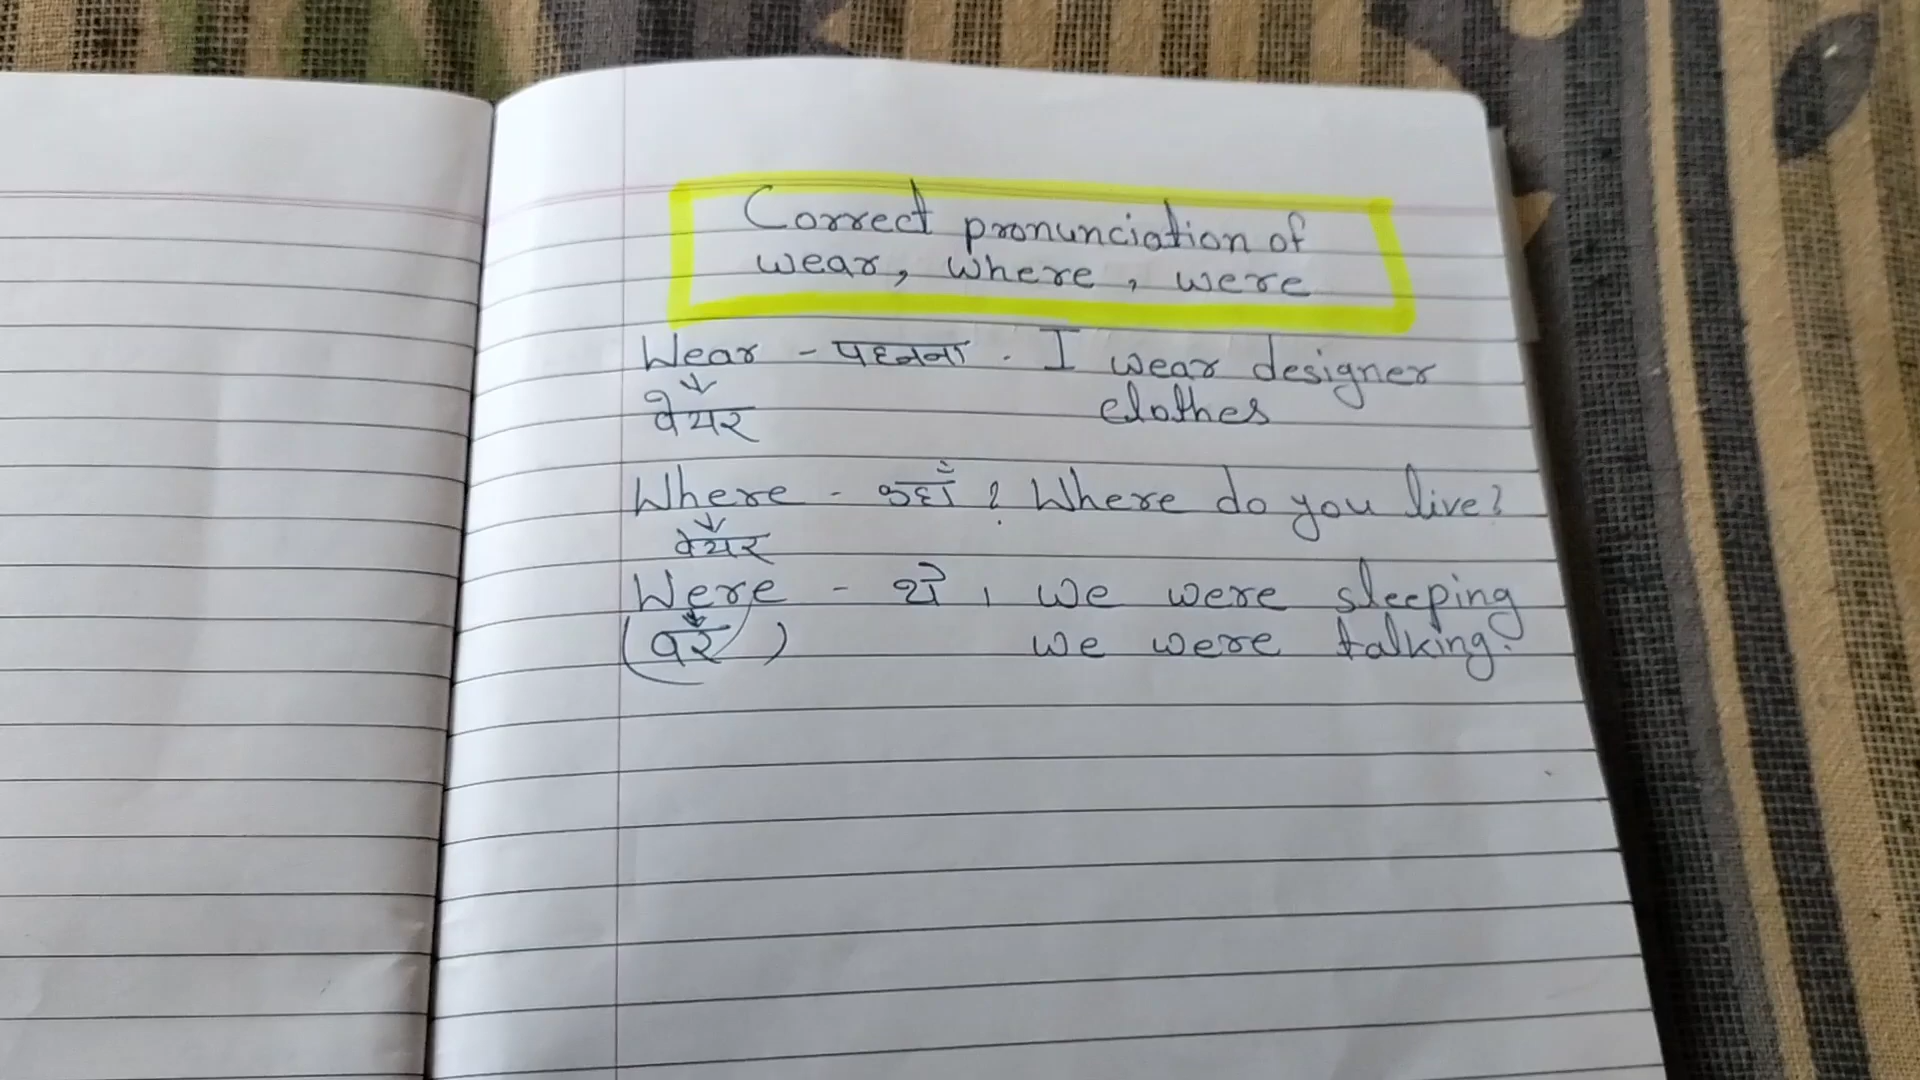 Correct pronunciation of
wear, where, were
Wear - पहनना. I wear designer
clothes
वेयर
Where - कहाँ? Where do you live?
वेयर
Were - थे, we were sleeping
(वर) we were talking.